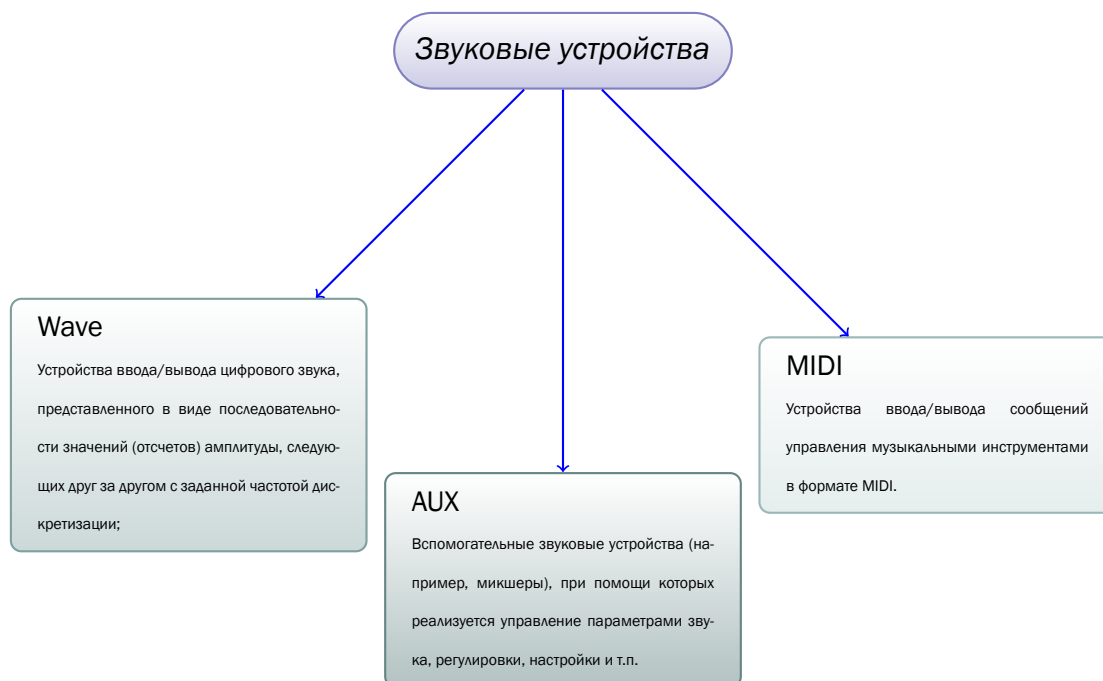 Звуковые устройства
Wave
Устройства ввода/вывода цифрового звука,
представленного в виде последовательно-
сти значений (отсчетов) амплитуды, следую-
щих друг за другом с заданной частотой дис-
кретизации;
AUX
Вспомогательные звуковые устройства (на-
пример, микшеры), при помощи которых
реализуется управление параметрами зву-
ка, регулировки, настройки и т.п.
MIDI
Устройства ввода/вывода сообщений
управления музыкальными инструментами
в формате MIDI.